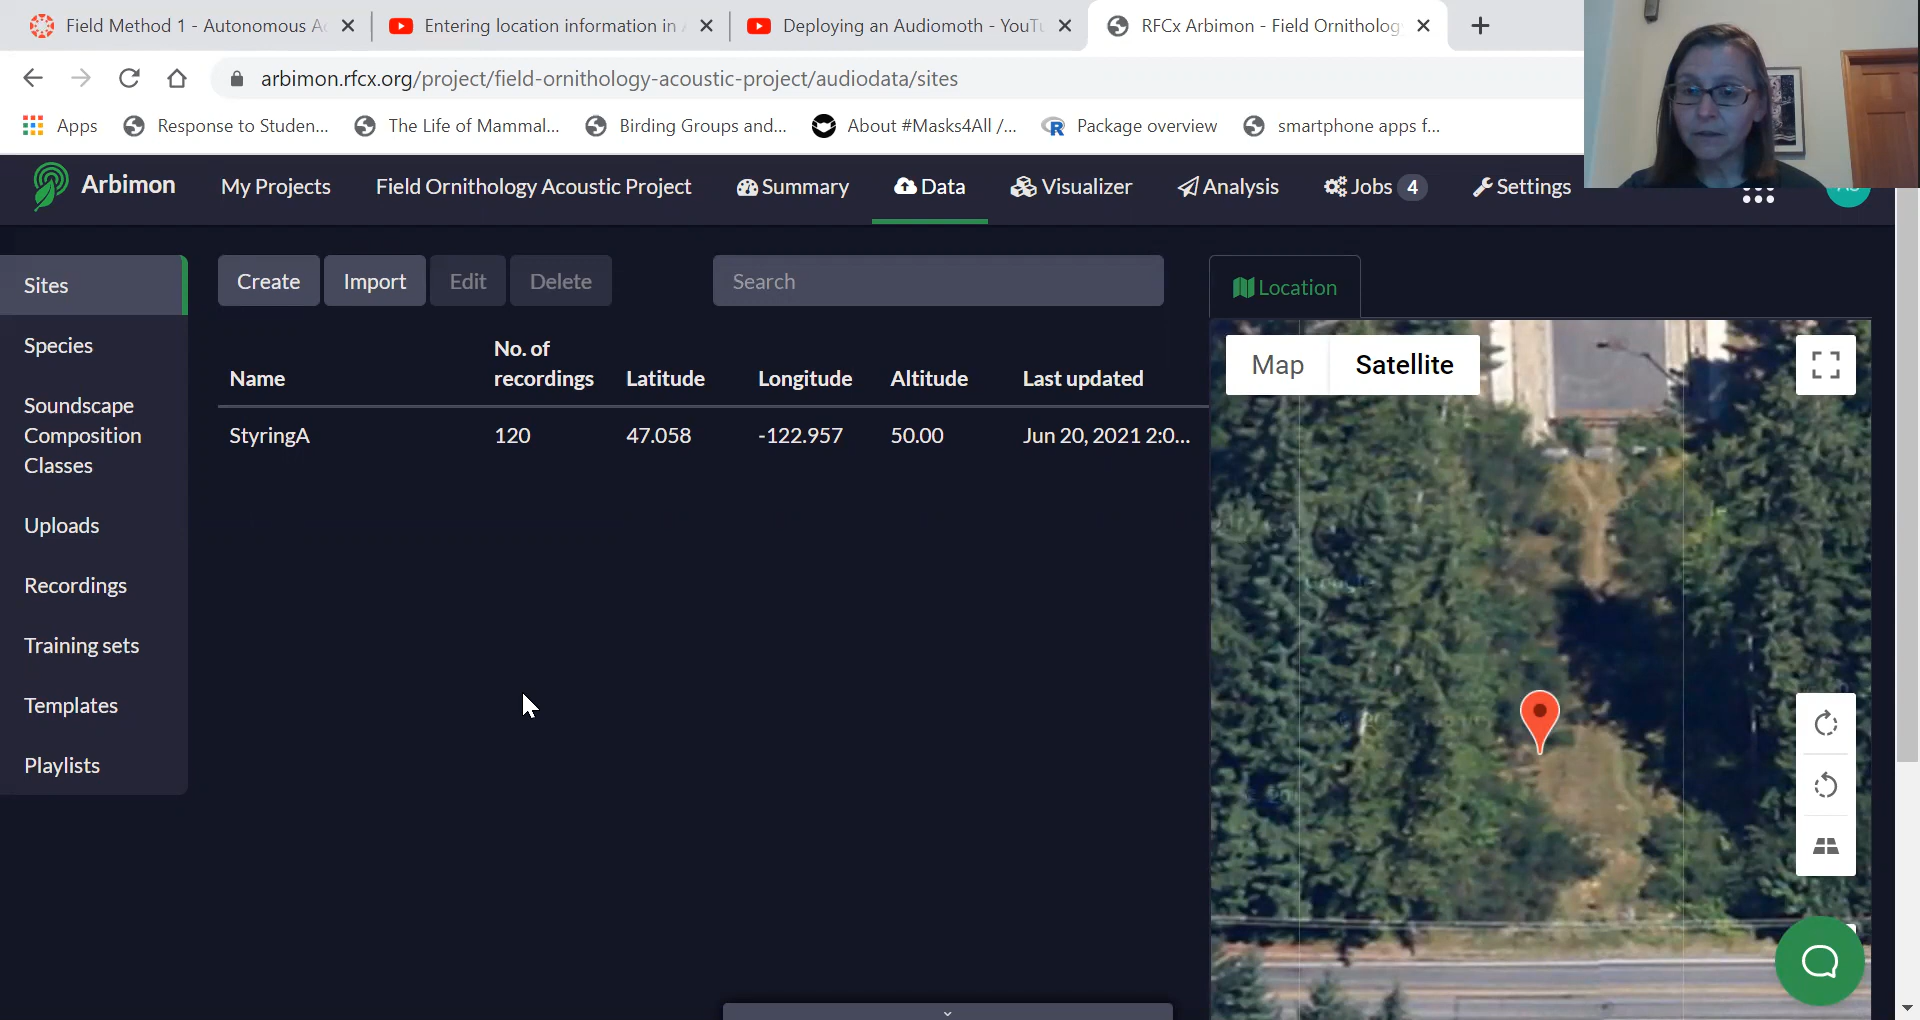 Field Method 1 - Autonomous A
Entering location information in
Deploying an Audiomoth - YouT
RFCx Arbimon - Field Ornitholog
arbimon.rfcx.org/project/field-ornithology-acoustic-project/audiodata/sites
Apps
Response to Studen...
The Life of Mammal...
Birding Groups and...
About #Masks4All /...
Package overview
smartphone apps f...
Arbimon
My Projects
Field Ornithology Acoustic Project
Summary
Data
Visualizer
Analysis
Jobs 4
Settings
Sites
Species
Soundscape
Composition
Classes
Uploads
Recordings
Training sets
Templates
Playlists
Create
Import
Edit
Delete
Search
Name
No. of
recordings
Latitude
Longitude
Altitude
Last updated
StyringA
120
47.058
-122.957
50.00
Jun 20, 2021 2:0...
Location
Map
Satellite